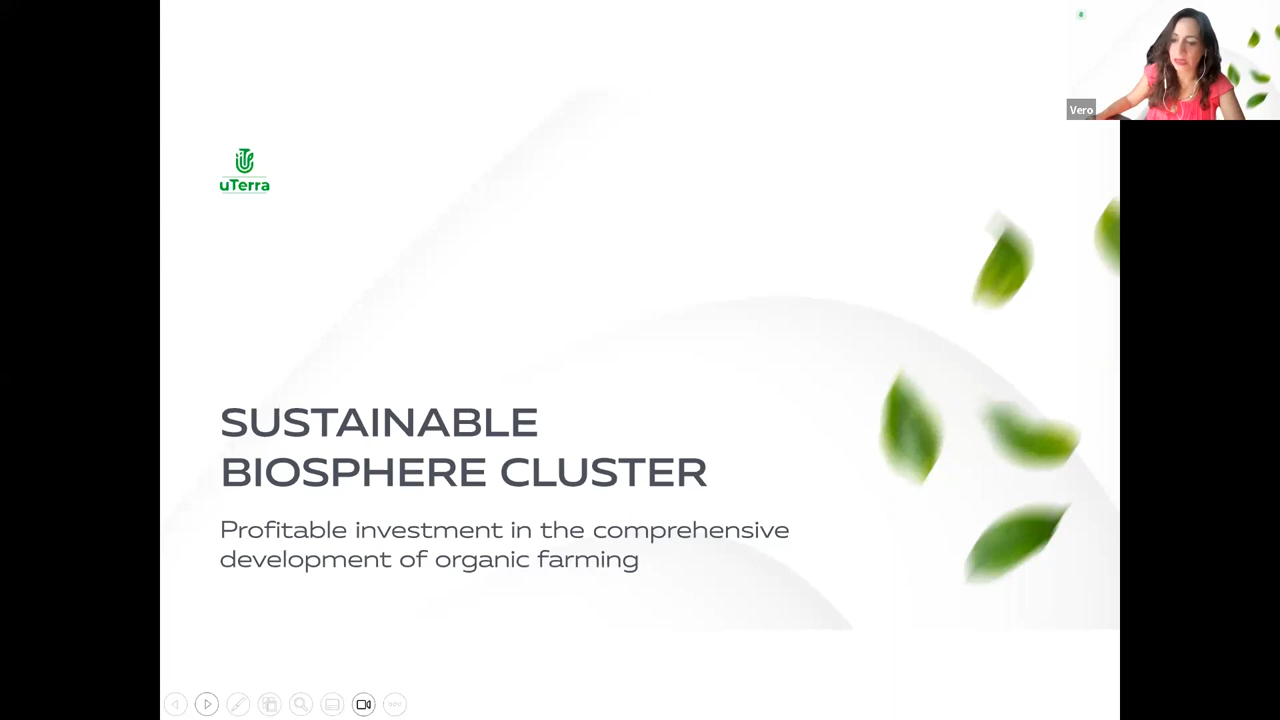 Vero
uTerra
SUSTAINABLE
BIOSPHERE CLUSTER
Profitable investment in the comprehensive
development of organic farming